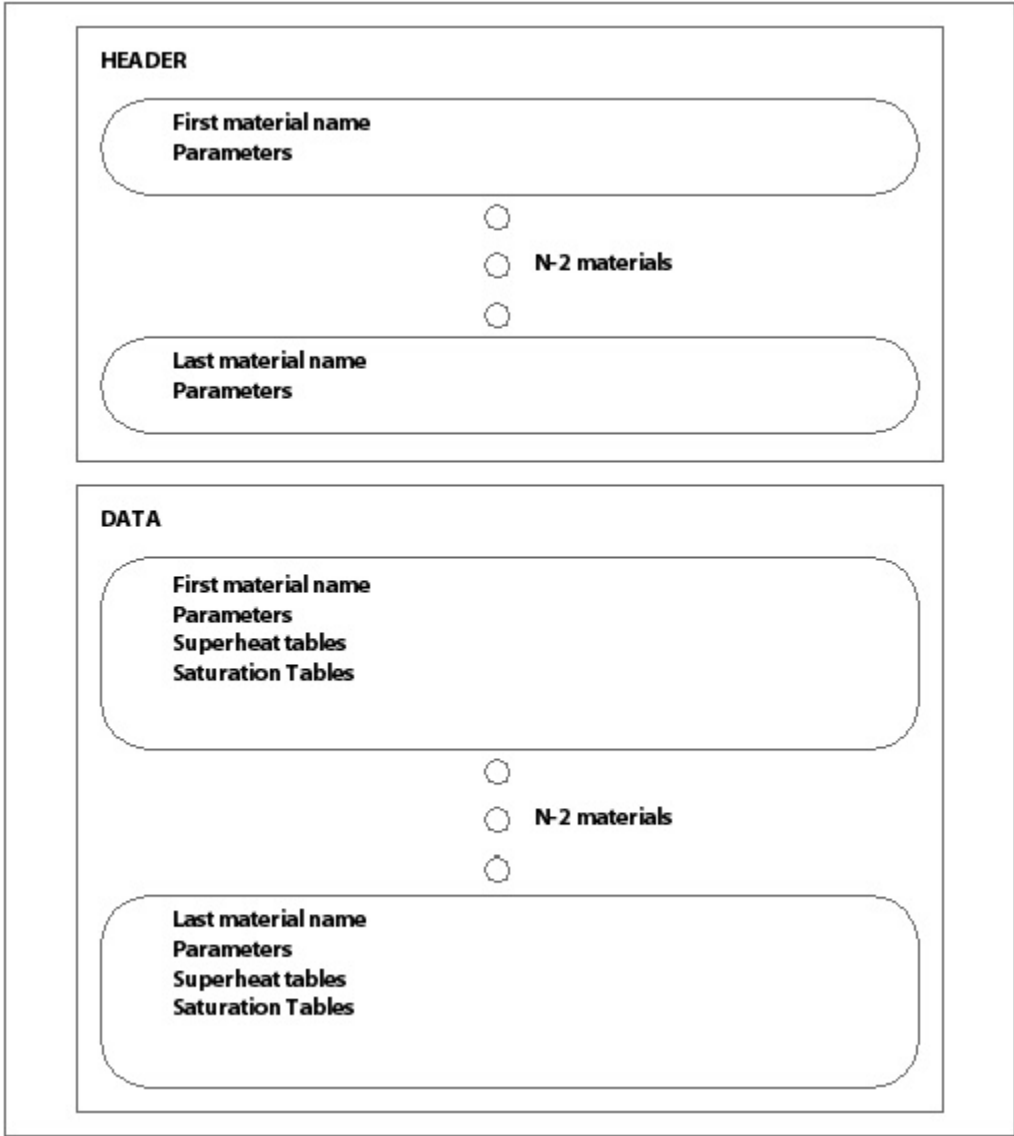 HEADER
First material name
Parameters
N-2 materials
Last material name
Parameters
DATA
First material name
Parameters
Superheat tables
Saturation Tables
N-2 materials
Last material name
Parameters
Superheat tables
Saturation Tables